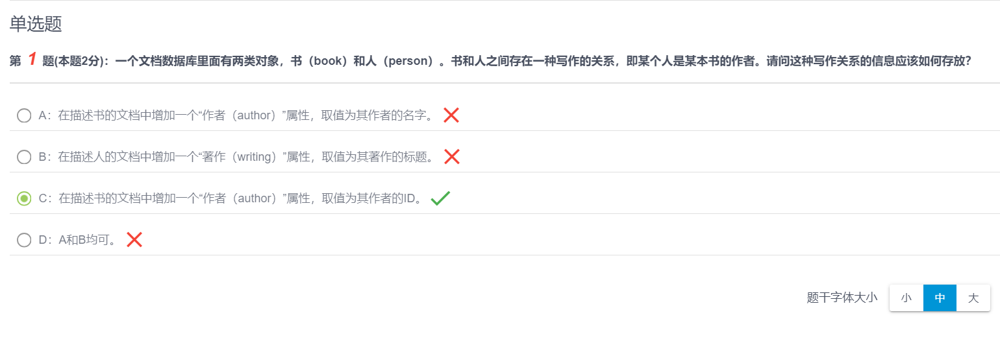 单选题
第 1 题(本题2分)：一个文档数据库里面有两类对象，书（book）和人（person）。书和人之间存在一种写作的关系，即某个人是某本书的作者。请问这种写作关系的信息应该如何存放？
A：在描述书的文档中增加一个“作者（author）”属性，取值为其作者的名字。
B：在描述人的文档中增加一个“著作（writing）”属性，取值为其著作的标题。
C：在描述书的文档中增加一个“作者（author）”属性，取值为其作者的ID。
D：A和B均可。
题干字体大小 小 中 大